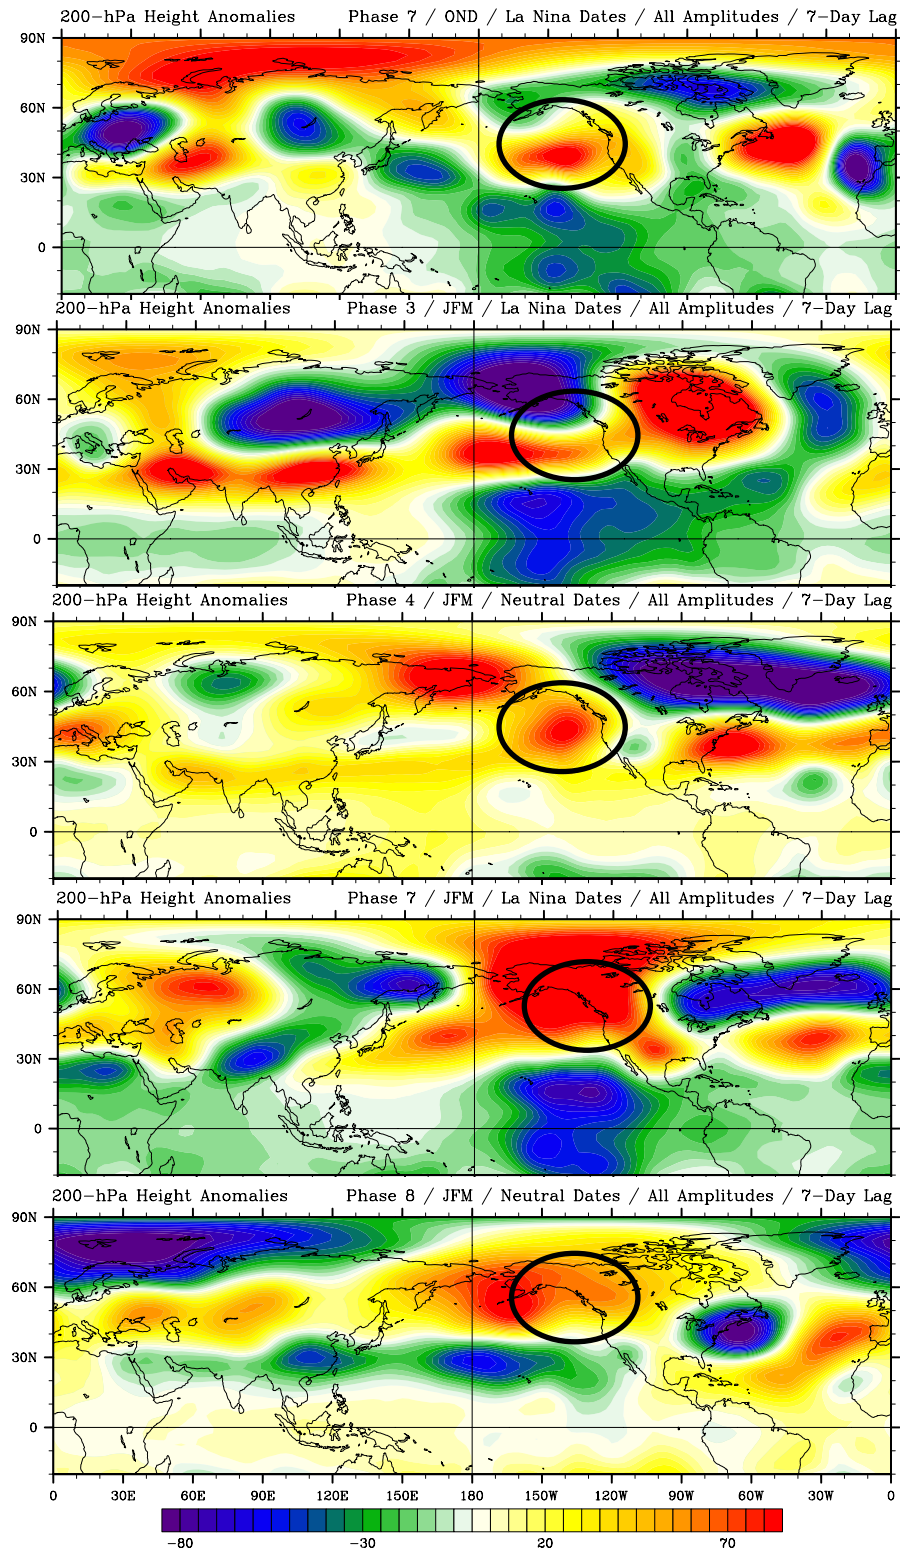 200-hPa Height Anomalies Phase 7 / OND / La Nina Dates / All Amplitudes / 7-Day Lag
90N
60N
30N
0
200-hPa Height Anomalies Phase 3 / JFM / La Nina Dates / All Amplitudes / 7-Day Lag
90N
60N
30N
0
200-hPa Height Anomalies Phase 4 / JFM / Neutral Dates / All Amplitudes / 7-Day Lag
90N
60N
30N
0
200-hPa Height Anomalies Phase 7 / JFM / La Nina Dates / All Amplitudes / 7-Day Lag
90N
60N
30N
0
200-hPa Height Anomalies Phase 8 / JFM / Neutral Dates / All Amplitudes / 7-Day Lag
90N
60N
30N
0
0 30E 60E 90E 120E 150E 180 150W 120W 90W 60W 30W 0
-80 -30 20 70